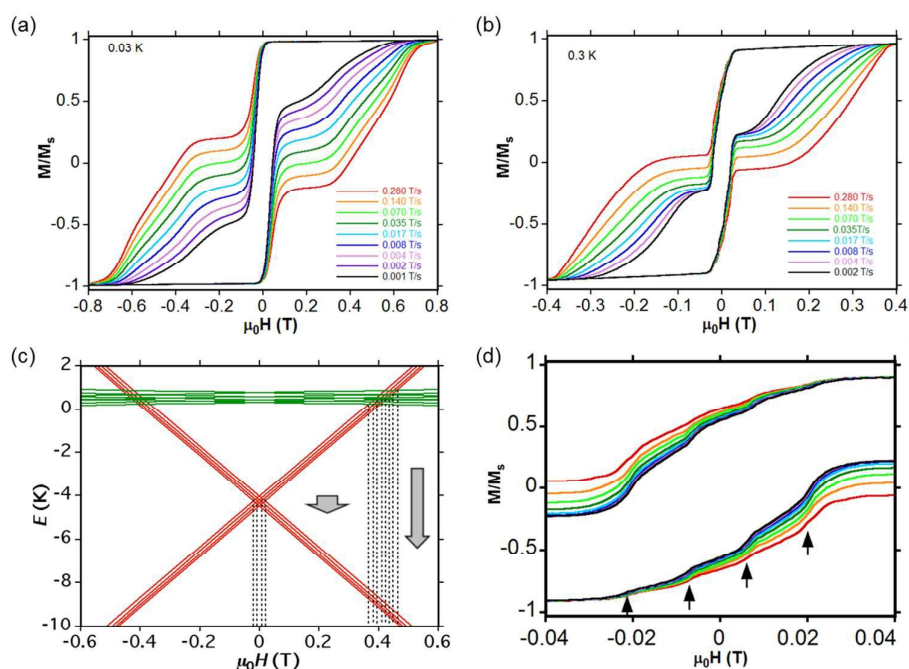 (a)
0.03 K
M/Ms
1
0.5
0
-0.5
-1
0.280 T/s
0.140 T/s
0.070 T/s
0.035 T/s
0.017 T/s
0.008 T/s
0.004 T/s
0.002 T/s
0.001 T/s
-0.8 -0.6 -0.4 -0.2 0 0.2 0.4 0.6 0.8
μ₀H (T)
(b)
0.3 K
M/Ms
1
0.5
0
-0.5
-1
0.280 T/s
0.140 T/s
0.070 T/s
0.035T/s
0.017 T/s
0.008 T/s
0.004 T/s
0.002 T/s
-0.4 -0.3 -0.2 -0.1 0 0.1 0.2 0.3 0.4
μ₀H (T)
(c)
E (K)
2
0
-2
-4
-6
-8
-10
-0.6 -0.4 -0.2 0 0.2 0.4 0.6
μ₀H (T)
(d)
M/Ms
1
0.5
0
-0.5
-1
-0.04 -0.02 0 0.02 0.04
μ₀H (T)